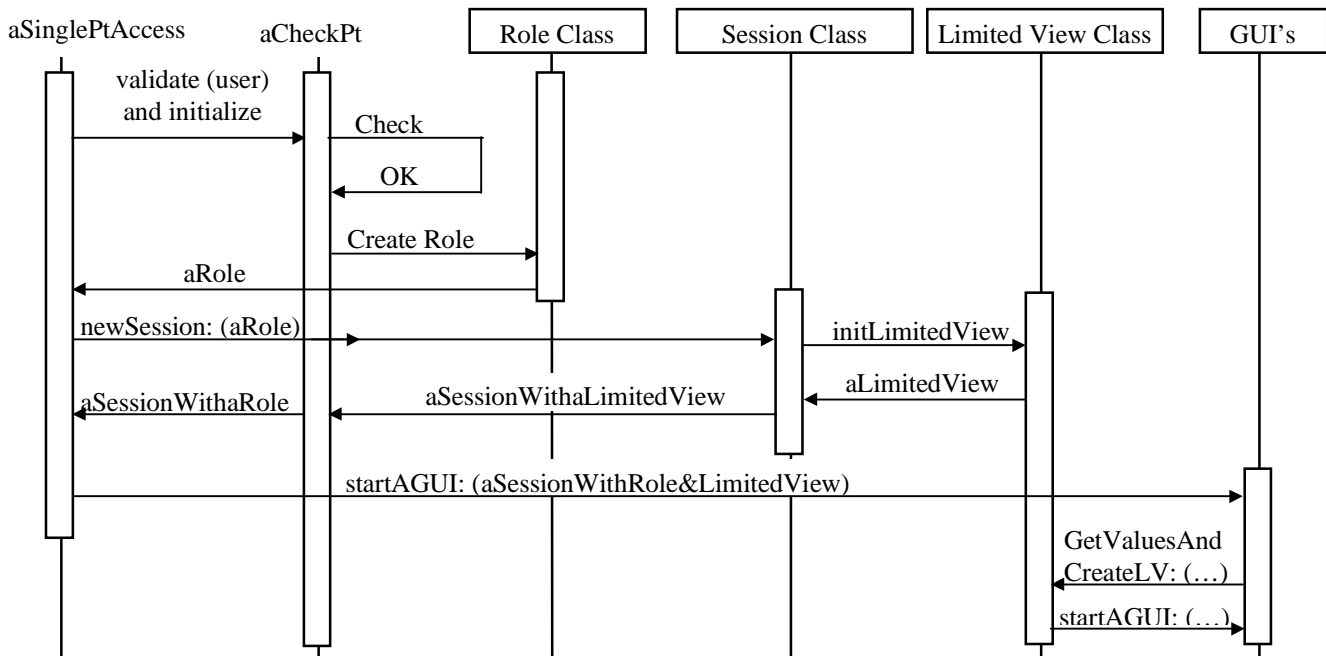 aSinglePtAccess
aCheckPt
Role Class
Session Class
Limited View Class
GUI's
validate (user)
and initialize
Check
OK
Create Role
aRole
newSession: (aRole)
initLimitedView
aLimitedView
aSessionWithaLimitedView
aSessionWithaRole
startAGUI: (aSessionWithRole&LimitedView)
GetValuesAnd
CreateLV: (…)
startAGUI: (…)